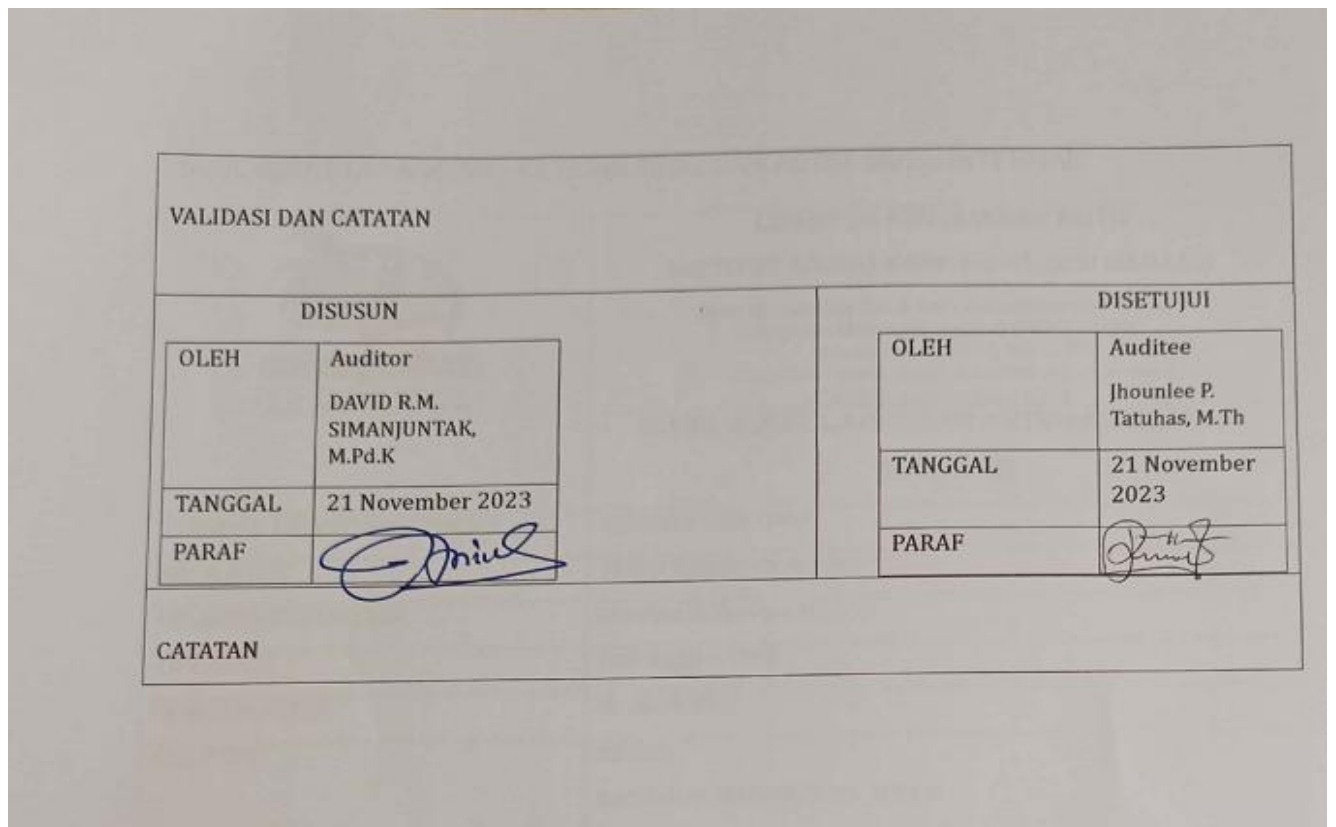 VALIDASI DAN CATATAN
DISUSUN
OLEH
Auditor
DAVID R.M.
SIMANJUNTAK,
M.Pd.K
TANGGAL
21 November 2023
PARAF
DISETUJUI
OLEH
Auditee
Jhounlee P.
Tatuhas, M.Th
TANGGAL
21 November
2023
PARAF
CATATAN